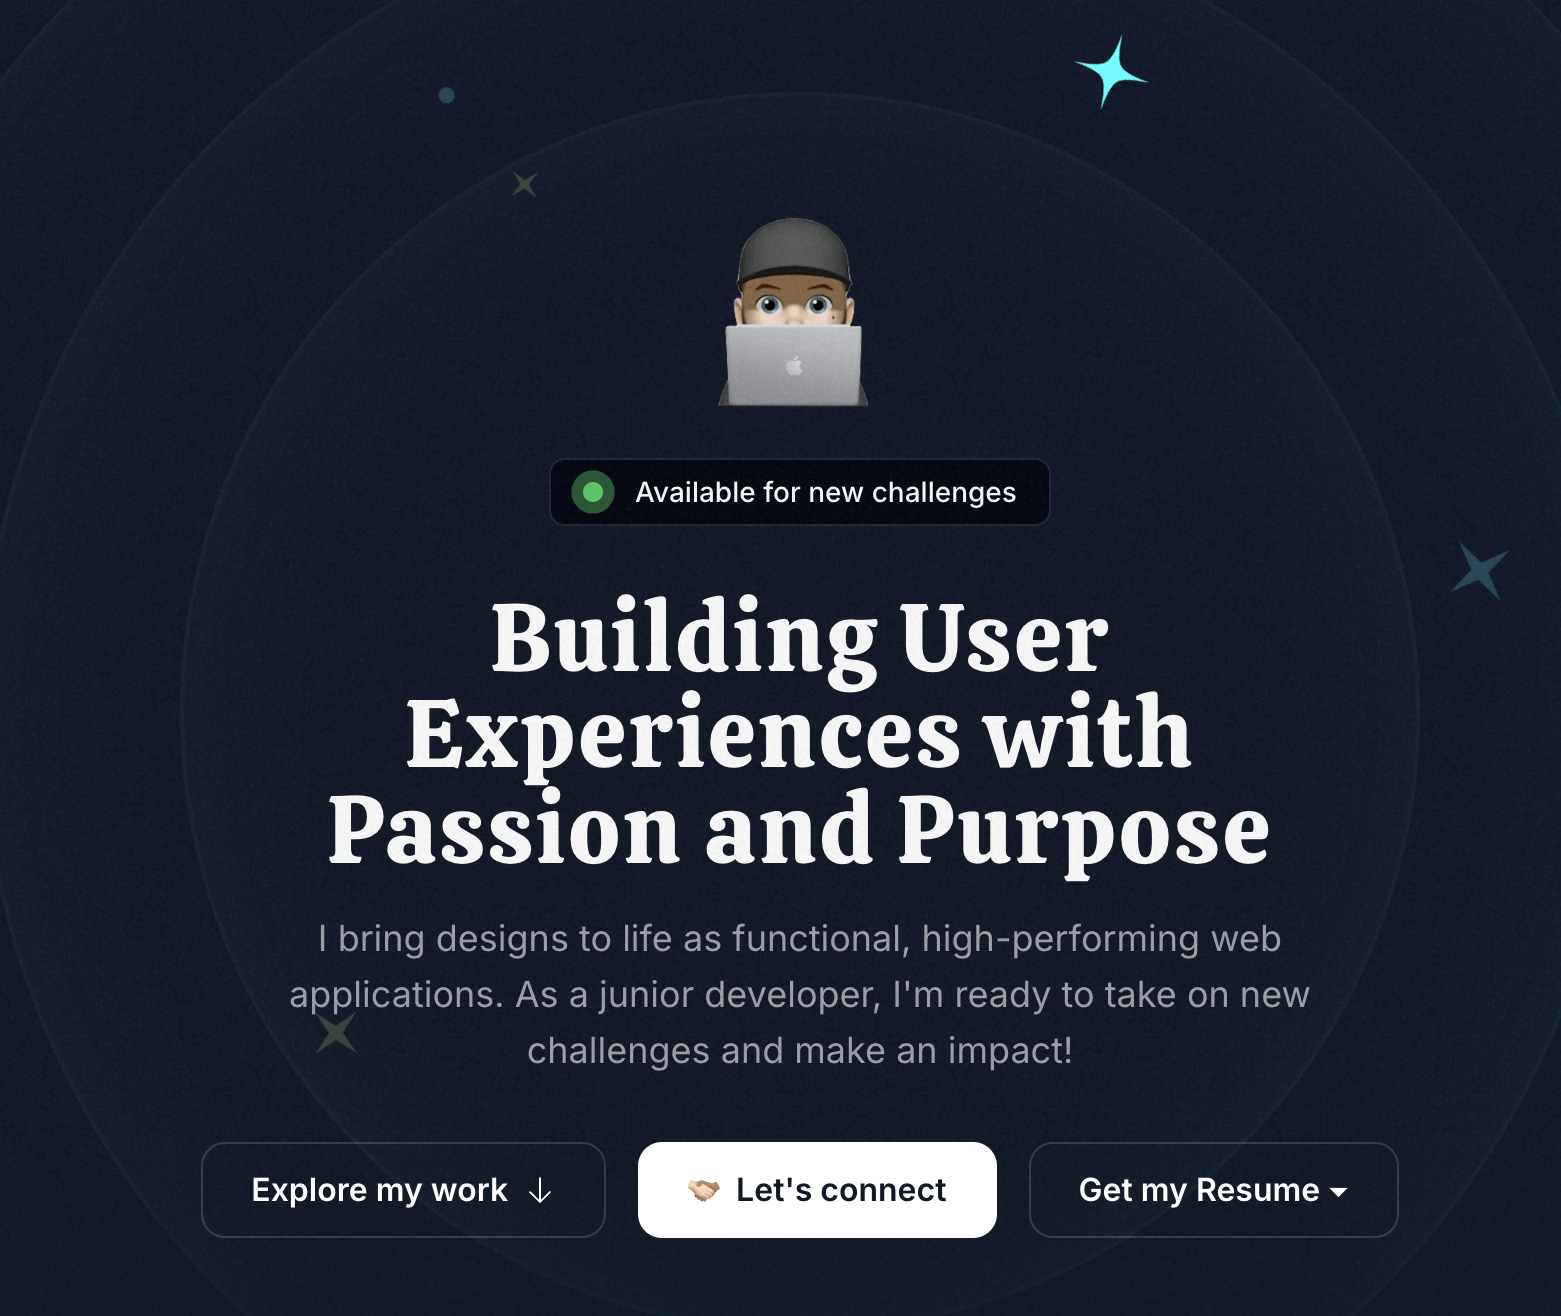 Available for new challenges
Building User
Experiences with
Passion and Purpose
I bring designs to life as functional, high-performing web
applications. As a junior developer, I'm ready to take on new
challenges and make an impact!
Explore my work ↓
🤝🏼 Let's connect
Get my Resume